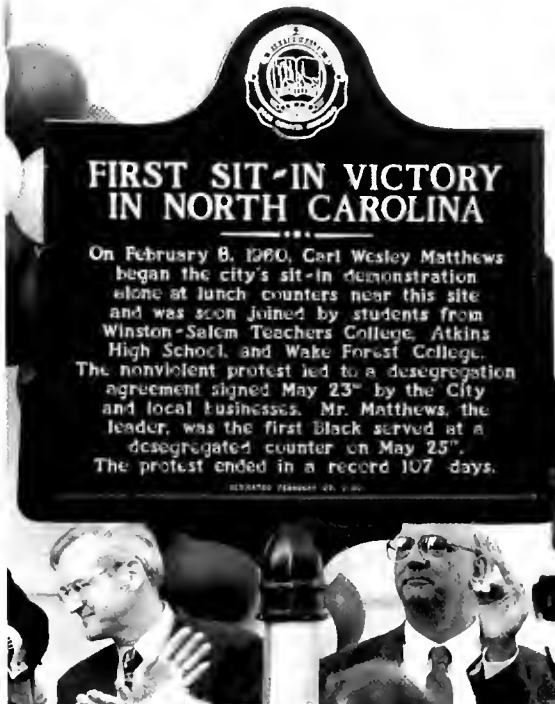 FIRST SIT-IN VICTORY
IN NORTH CAROLINA
On February 8, 1960, Carl Wesley Matthews
began the city's sit-in demonstration
alone at lunch counters near this site
and was soon joined by students from
Winston-Salem Teachers College, Atkins
High School, and Wake Forest College.
The nonviolent protest led to a desegregation
agreement signed May 23rd by the City
and local businesses. Mr. Matthews, the
leader, was the first Black served at a
desegregated counter on May 25th.
The protest ended in a record 107 days.
DEDICATED FEBRUARY